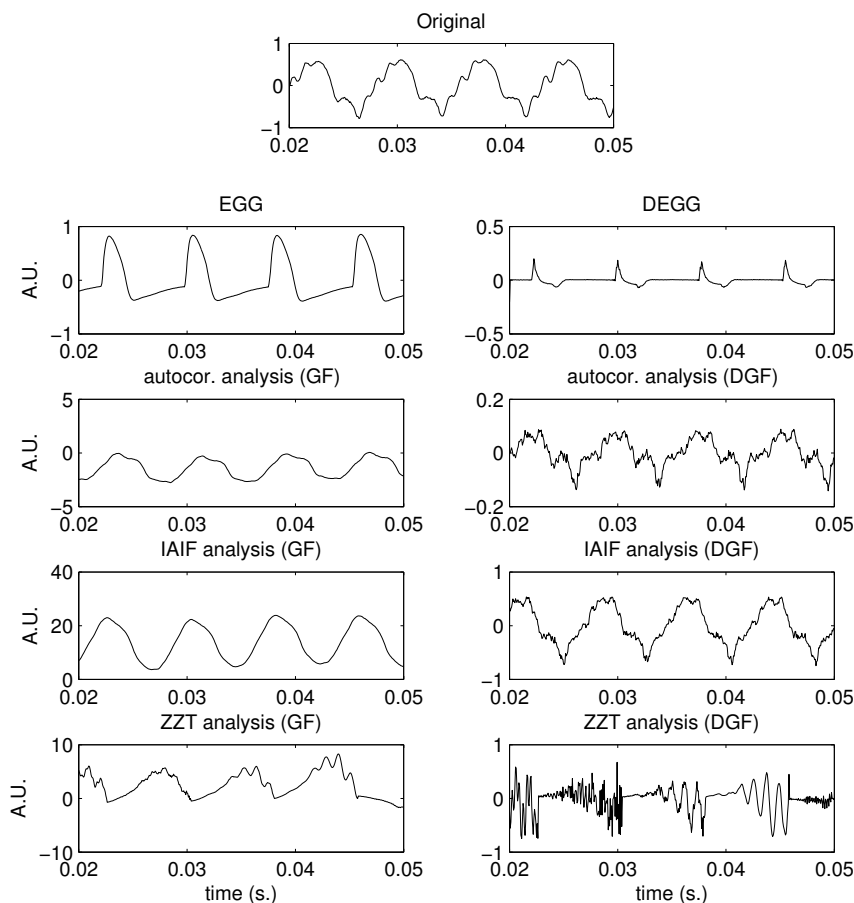 Original
1
0
−1
0.02 0.03 0.04 0.05
EGG
1
0
−1
A.U.
0.02 0.03 0.04 0.05
DEGG
0.5
0
−0.5
0.02 0.03 0.04 0.05
autocor. analysis (GF)
5
0
−5
A.U.
0.02 0.03 0.04 0.05
autocor. analysis (DGF)
0.2
0
−0.2
0.02 0.03 0.04 0.05
IAIF analysis (GF)
40
20
0
A.U.
0.02 0.03 0.04 0.05
IAIF analysis (DGF)
1
0
−1
0.02 0.03 0.04 0.05
ZZT analysis (GF)
10
0
−10
A.U.
0.02 0.03 0.04 0.05
time (s.)
ZZT analysis (DGF)
1
0
−1
0.02 0.03 0.04 0.05
time (s.)